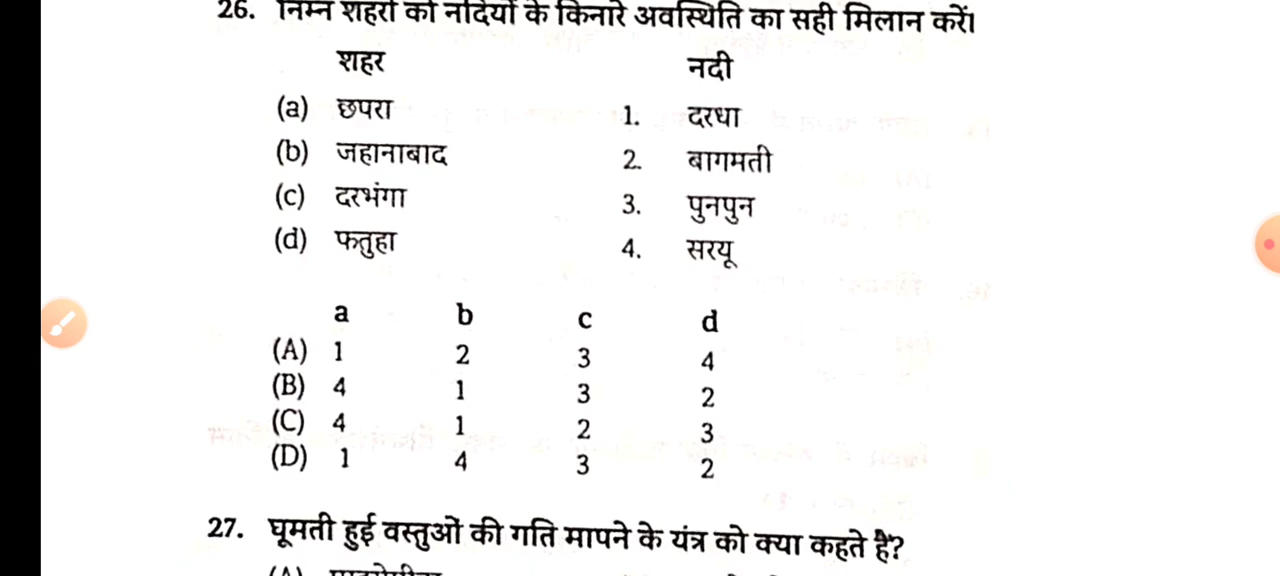 26. निम्न शहरों को नदियों के किनारे अवस्थिति का सही मिलान करें।
शहर नदी
(a) छपरा 1. दरधा
(b) जहानाबाद 2. बागमती
(c) दरभंगा 3. पुनपुन
(d) फतुहा 4. सरयू
a b c d
(A) 1 2 3 4
(B) 4 1 3 2
(C) 4 1 2 3
(D) 1 4 3 2
27. घूमती हुई वस्तुओं की गति मापने के यंत्र को क्या कहते हैं?
(A)